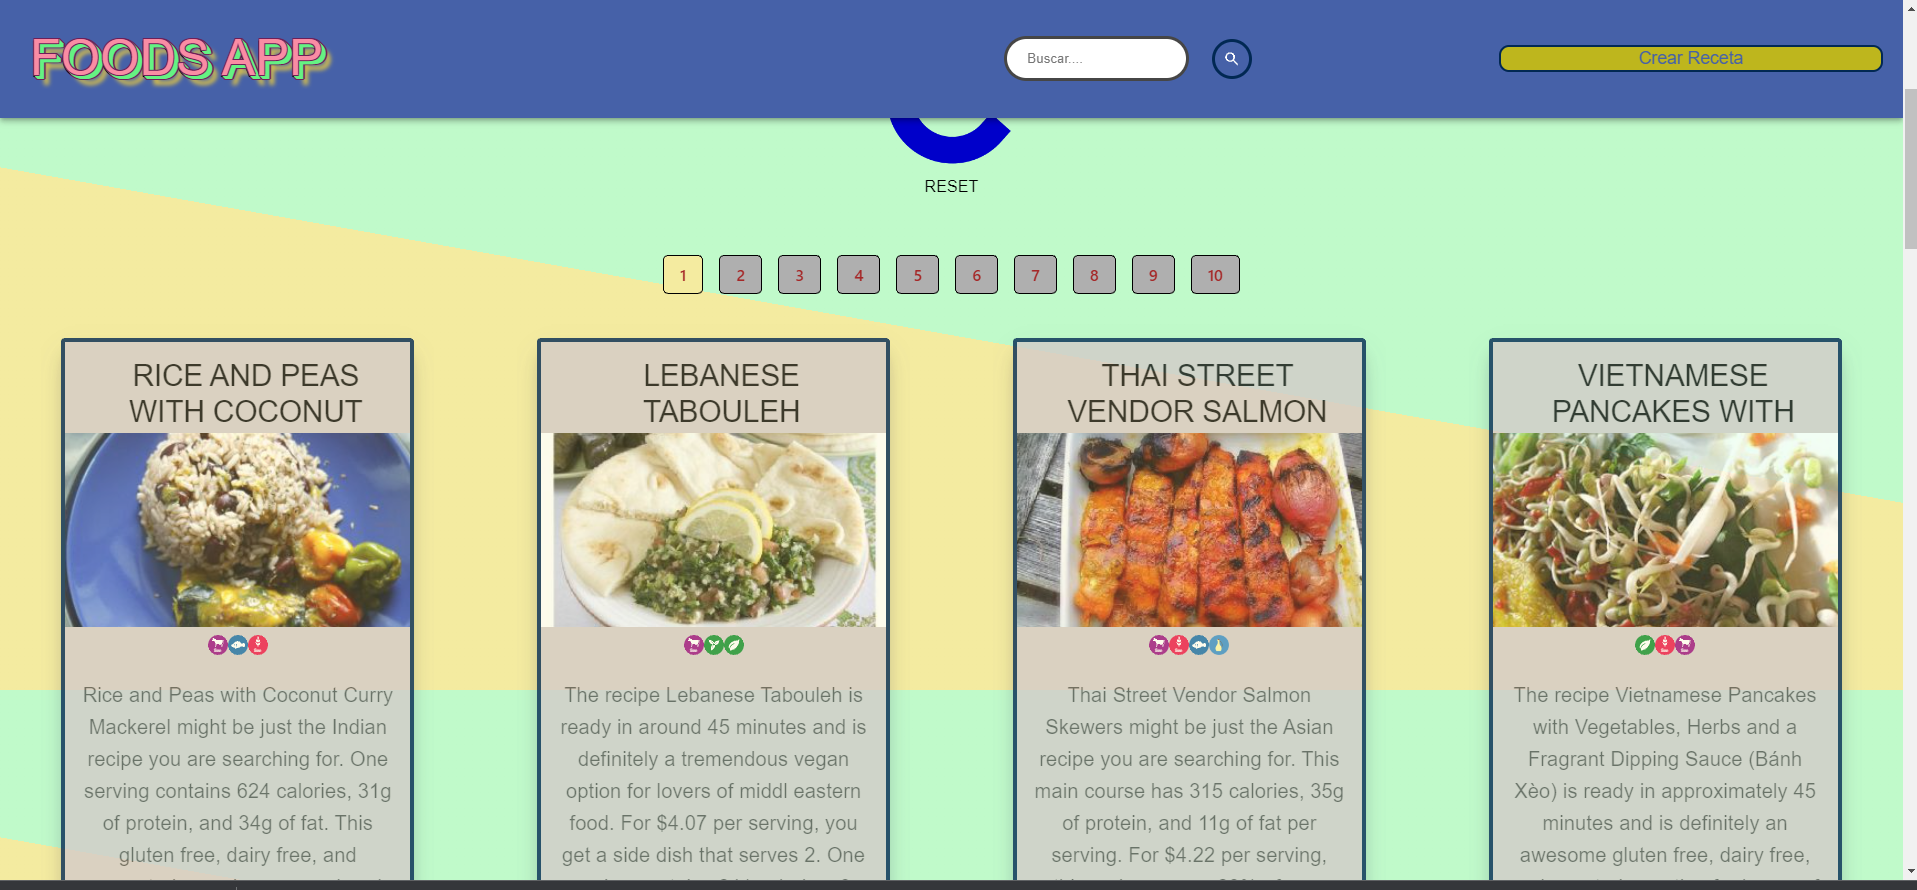 FOODS APP
Buscar....
Crear Receta
RESET
1 2 3 4 5 6 7 8 9 10
RICE AND PEAS
WITH COCONUT
Rice and Peas with Coconut Curry
Mackerel might be just the Indian
recipe you are searching for. One
serving contains 624 calories, 31g
of protein, and 34g of fat. This
gluten free, dairy free, and
LEBANESE
TABOULEH
The recipe Lebanese Tabouleh is
ready in around 45 minutes and is
definitely a tremendous vegan
option for lovers of middl eastern
food. For $4.07 per serving, you
get a side dish that serves 2. One
THAI STREET
VENDOR SALMON
Thai Street Vendor Salmon
Skewers might be just the Asian
recipe you are searching for. This
main course has 315 calories, 35g
of protein, and 11g of fat per
serving. For $4.22 per serving,
VIETNAMESE
PANCAKES WITH
The recipe Vietnamese Pancakes
with Vegetables, Herbs and a
Fragrant Dipping Sauce (Bánh
Xèo) is ready in approximately 45
minutes and is definitely an
awesome gluten free, dairy free,